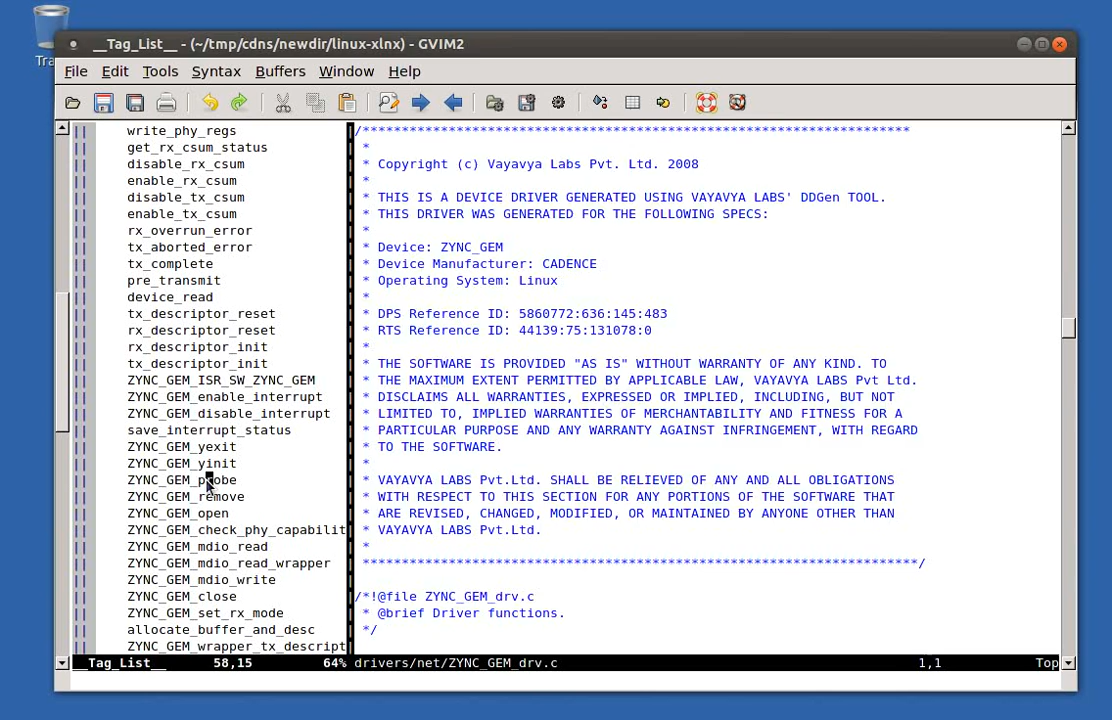 Tra
__Tag_List__ - (~/tmp/cdns/newdir/linux-xlnx) - GVIM2
File Edit Tools Syntax Buffers Window Help
write_phy_regs
get_rx_csum_status
disable_rx_csum
enable_rx_csum
disable_tx_csum
enable_tx_csum
rx_overrun_error
tx_aborted_error
tx_complete
pre_transmit
device_read
tx_descriptor_reset
rx_descriptor_reset
rx_descriptor_init
tx_descriptor_init
ZYNC_GEM_ISR_SW_ZYNC_GEM
ZYNC_GEM_enable_interrupt
ZYNC_GEM_disable_interrupt
save_interrupt_status
ZYNC_GEM_yexit
ZYNC_GEM_yinit
ZYNC_GEM_probe
ZYNC_GEM_remove
ZYNC_GEM_open
ZYNC_GEM_check_phy_capabilit
ZYNC_GEM_mdio_read
ZYNC_GEM_mdio_read_wrapper
ZYNC_GEM_mdio_write
ZYNC_GEM_close
ZYNC_GEM_set_rx_mode
allocate_buffer_and_desc
ZYNC_GEM_wrapper_tx_descript
/**********************************************************************
*
* Copyright (c) Vayavya Labs Pvt. Ltd. 2008
*
* THIS IS A DEVICE DRIVER GENERATED USING VAYAVYA LABS' DDGen TOOL.
* THIS DRIVER WAS GENERATED FOR THE FOLLOWING SPECS:
*
* Device: ZYNC_GEM
* Device Manufacturer: CADENCE
* Operating System: Linux
*
* DPS Reference ID: 5860772:636:145:483
* RTS Reference ID: 44139:75:131078:0
*
* THE SOFTWARE IS PROVIDED "AS IS" WITHOUT WARRANTY OF ANY KIND. TO
* THE MAXIMUM EXTENT PERMITTED BY APPLICABLE LAW, VAYAVYA LABS Pvt Ltd.
* DISCLAIMS ALL WARRANTIES, EXPRESSED OR IMPLIED, INCLUDING, BUT NOT
* LIMITED TO, IMPLIED WARRANTIES OF MERCHANTABILITY AND FITNESS FOR A
* PARTICULAR PURPOSE AND ANY WARRANTY AGAINST INFRINGEMENT, WITH REGARD
* TO THE SOFTWARE.
*
* VAYAVYA LABS Pvt.Ltd. SHALL BE RELIEVED OF ANY AND ALL OBLIGATIONS
* WITH RESPECT TO THIS SECTION FOR ANY PORTIONS OF THE SOFTWARE THAT
* ARE REVISED, CHANGED, MODIFIED, OR MAINTAINED BY ANYONE OTHER THAN
* VAYAVYA LABS Pvt.Ltd.
*
***********************************************************************/
/*!@file ZYNC_GEM_drv.c
* @brief Driver functions.
*/
__Tag_List__ 58,15 64% drivers/net/ZYNC_GEM_drv.c 1,1 Top